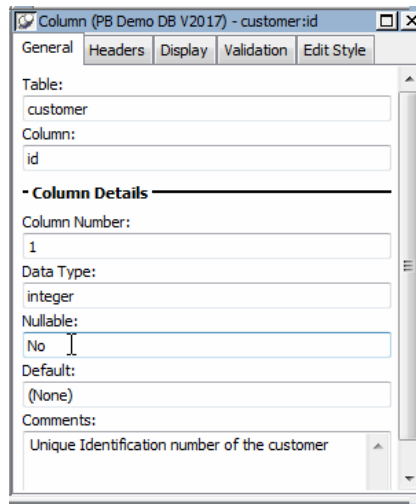 Column (PB Demo DB V2017) - customer:id
General Headers Display Validation Edit Style
Table:
customer
Column:
id
- Column Details
Column Number:
1
Data Type:
integer
Nullable:
No
Default:
(None)
Comments:
Unique Identification number of the customer